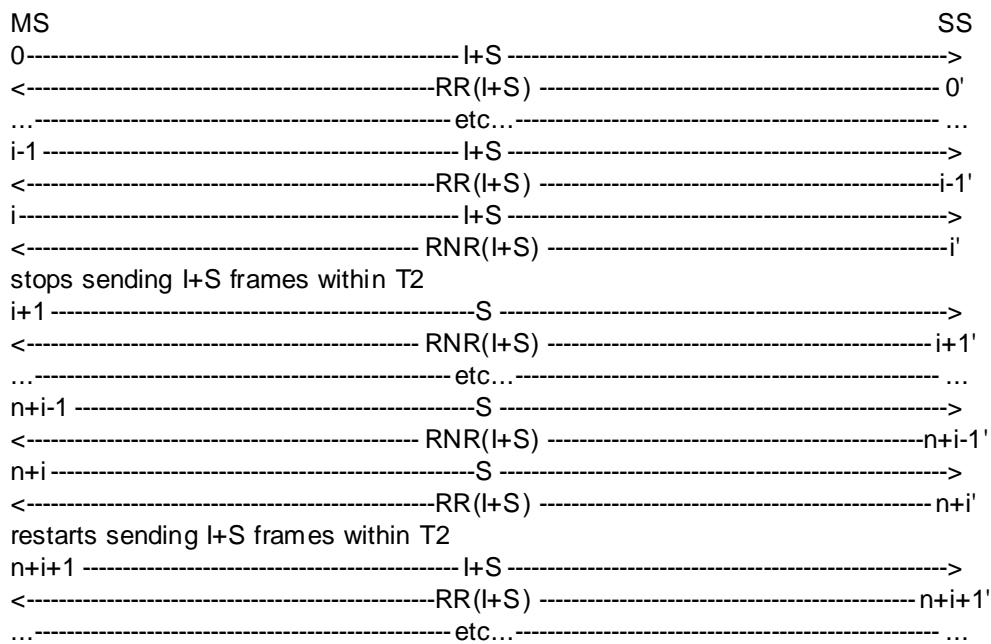 MS SS
0------------------------------------------------------- I+S -------------------------------------------------------->
<----------------------------------------------------RR(I+S) --------------------------------------------------- 0'
...----------------------------------------------------- etc...------------------------------------------------------ ...
i-1 ----------------------------------------------------- I+S -------------------------------------------------------->
<----------------------------------------------------RR(I+S) ---------------------------------------------------i-1'
i-------------------------------------------------------- I+S -------------------------------------------------------->
<-------------------------------------------------- RNR(I+S) ---------------------------------------------------i'
stops sending I+S frames within T2
i+1 ------------------------------------------------------S --------------------------------------------------------->
<-------------------------------------------------- RNR(I+S) ------------------------------------------------- i+1'
...----------------------------------------------------- etc...------------------------------------------------------ ...
n+i-1 ---------------------------------------------------S --------------------------------------------------------->
<-------------------------------------------------- RNR(I+S) ------------------------------------------------n+i-1'
n+i ------------------------------------------------------S --------------------------------------------------------->
<----------------------------------------------------RR(I+S) -------------------------------------------------- n+i'
restarts sending I+S frames within T2
n+i+1 ------------------------------------------------ I+S -------------------------------------------------------->
<----------------------------------------------------RR(I+S) ------------------------------------------------ n+i+1'
...----------------------------------------------------- etc...------------------------------------------------------ ...